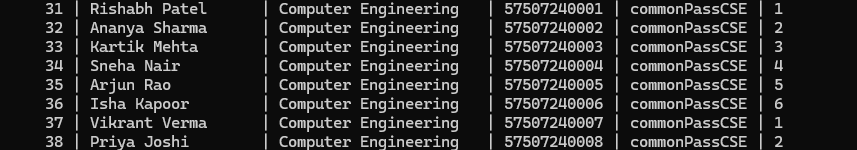 31 | Rishabh Patel | Computer Engineering | 57507240001 | commonPassCSE | 1
32 | Ananya Sharma | Computer Engineering | 57507240002 | commonPassCSE | 2
33 | Kartik Mehta | Computer Engineering | 57507240003 | commonPassCSE | 3
34 | Sneha Nair | Computer Engineering | 57507240004 | commonPassCSE | 4
35 | Arjun Rao | Computer Engineering | 57507240005 | commonPassCSE | 5
36 | Isha Kapoor | Computer Engineering | 57507240006 | commonPassCSE | 6
37 | Vikrant Verma | Computer Engineering | 57507240007 | commonPassCSE | 1
38 | Priya Joshi | Computer Engineering | 57507240008 | commonPassCSE | 2